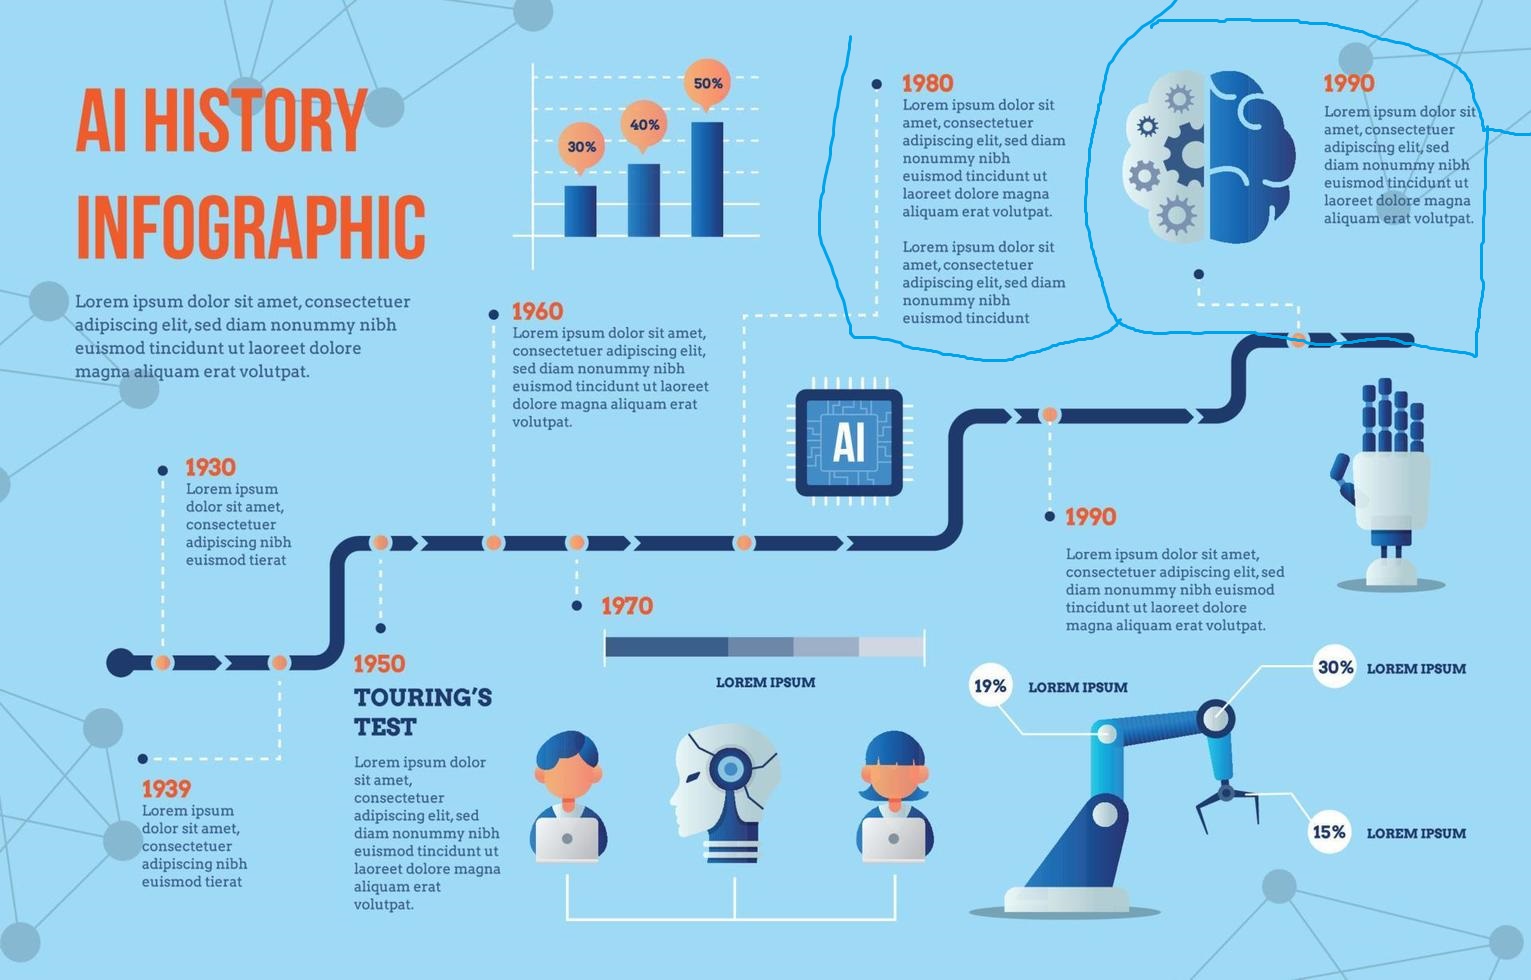 AI HISTORY
INFOGRAPHIC
Lorem ipsum dolor sit amet, consectetuer
adipiscing elit, sed diam nonummy nibh
euismod tincidunt ut laoreet dolore
magna aliquam erat volutpat.
30%
40%
50%
1930
Lorem ipsum
dolor sit amet,
consectetuer
adipiscing nibh
euismod tierat
1939
Lorem ipsum
dolor sit amet,
consectetuer
adipiscing nibh
euismod tierat
1950
TOURING'S
TEST
Lorem ipsum dolor
sit amet,
consectetuer
adipiscing elit, sed
diam nonummy nibh
euismod tincidunt ut
laoreet dolore magna
aliquam erat
volutpat.
1960
Lorem ipsum dolor sit amet,
consectetuer adipiscing elit,
sed diam nonummy nibh
euismod tincidunt ut laoreet
dolore magna aliquam erat
volutpat.
1970
LOREM IPSUM
1980
Lorem ipsum dolor sit
amet, consectetuer
adipiscing elit, sed diam
nonummy nibh
euismod tincidunt ut
laoreet dolore magna
aliquam erat volutpat.
Lorem ipsum dolor sit
amet, consectetuer
adipiscing elit, sed diam
nonummy nibh
euismod tincidunt
AI
1990
Lorem ipsum dolor sit amet,
consectetuer adipiscing elit, sed
diam nonummy nibh euismod
tincidunt ut laoreet dolore
magna aliquam erat volutpat.
1990
Lorem ipsum dolor sit
amet, consectetuer
adipiscing elit, sed
diam nonummy nibh
euismod tincidunt ut
laoreet dolore magna
aliquam erat volutpat.
19%
LOREM IPSUM
30%
LOREM IPSUM
15%
LOREM IPSUM